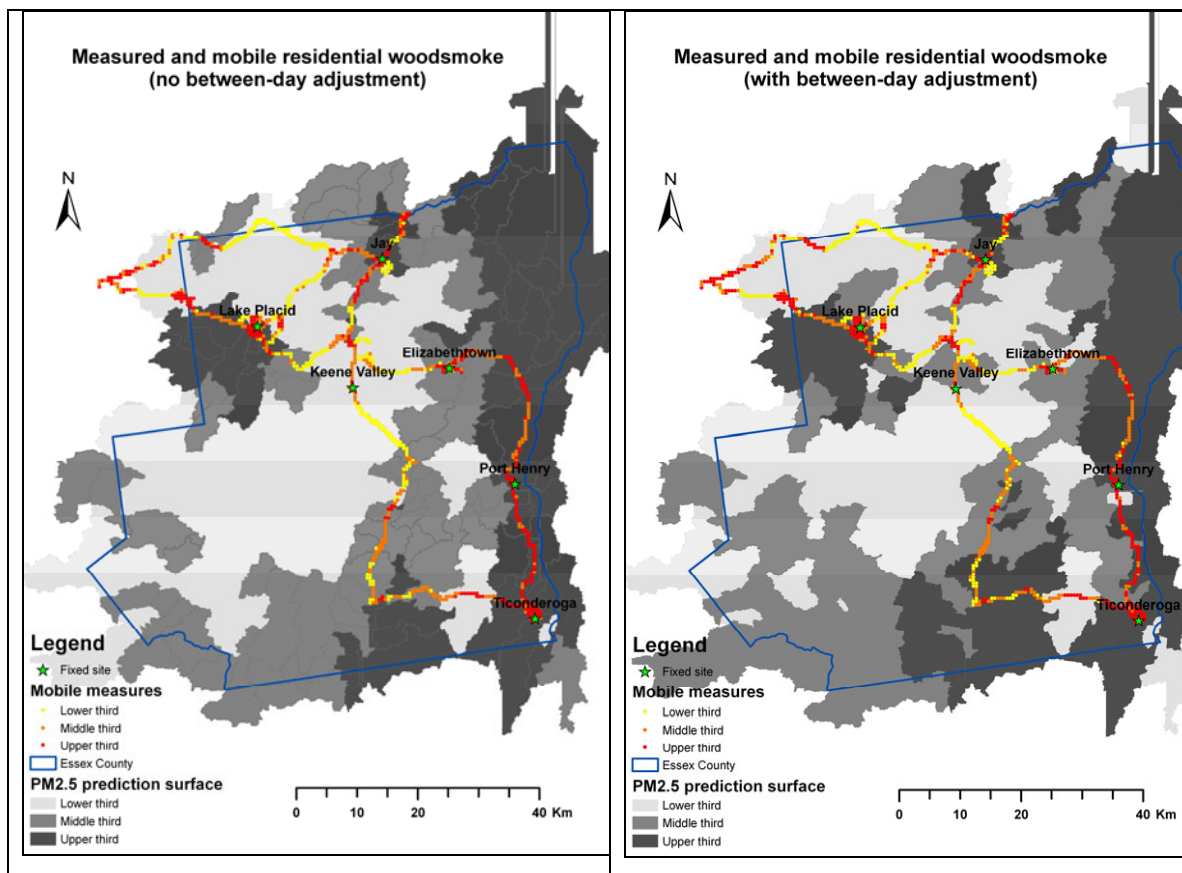 Measured and mobile residential woodsmoke
(no between-day adjustment)
N
Jay
Lake Placid
Elizabethtown
Keene Valley
Port Henry
Ticonderoga
Legend
Fixed site
Mobile measures
Lower third
Middle third
Upper third
Essex County
PM2.5 prediction surface
Lower third
Middle third
Upper third
0 10 20 40 Km
Measured and mobile residential woodsmoke
(with between-day adjustment)
N
Jay
Lake Placid
Elizabethtown
Keene Valley
Port Henry
Ticonderoga
Legend
Fixed site
Mobile measures
Lower third
Middle third
Upper third
Essex County
PM2.5 prediction surface
Lower third
Middle third
Upper third
0 10 20 40 Km